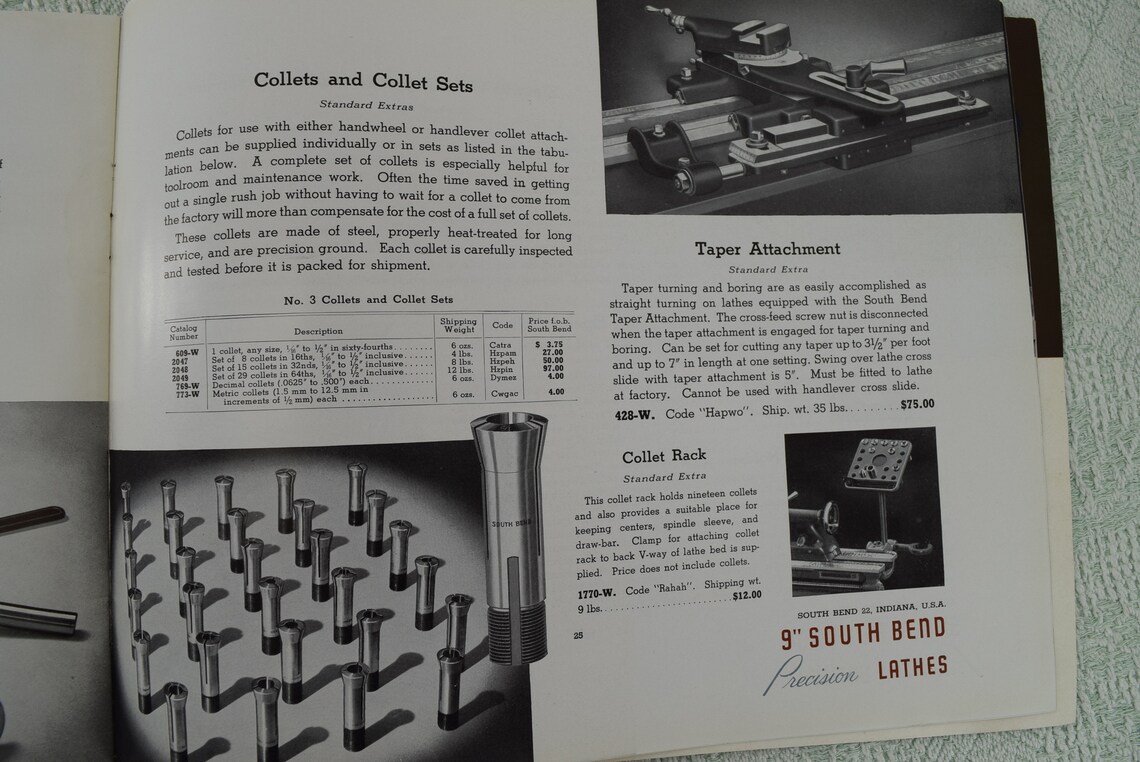 Collets and Collet Sets
Standard Extras
Collets for use with either handwheel or handlever collet attach-
ments can be supplied individually or in sets as listed in the tabu-
lation below. A complete set of collets is especially helpful for
toolroom and maintenance work. Often the time saved in getting
out a single rush job without having to wait for a collet to come from
the factory will more than compensate for the cost of a full set of collets.
These collets are made of steel, properly heat-treated for long
service, and are precision ground. Each collet is carefully inspected
and tested before it is packed for shipment.
No. 3 Collets and Collet Sets
Catalog Number Description Shipping Weight Code Price f.o.b. South Bend
609-W 1 collet, any size, 1/16" to 1/2" in sixty-fourths........ 6 ozs. Catra $ 3.75
2047 Set of 8 collets in 16ths, 1/16" to 1/2" inclusive...... 4 lbs. Hzpam 27.00
2048 Set of 15 collets in 32nds, 1/16" to 1/2" inclusive...... 8 lbs. Hzpeh 50.00
2049 Set of 29 collets in 64ths, 1/16" to 1/2" inclusive...... 12 lbs. Hzpin 97.00
769-W Decimal collets (.0625" to .500") each............. 6 ozs. Dymes 4.00
773-W Metric collets (1.5 mm to 12.5 mm in
increments of 1/2 mm) each .................. 6 ozs. Cwgac 4.00
SOUTH BEND
Taper Attachment
Standard Extra
Taper turning and boring are as easily accomplished as
straight turning on lathes equipped with the South Bend
Taper Attachment. The cross-feed screw nut is disconnected
when the taper attachment is engaged for taper turning and
boring. Can be set for cutting any taper up to 3½" per foot
and up to 7" in length at one setting. Swing over lathe cross
slide with taper attachment is 5". Must be fitted to lathe
at factory. Cannot be used with handlever cross slide.
428-W. Code "Hapwo". Ship. wt. 35 lbs.........$75.00
Collet Rack
Standard Extra
This collet rack holds nineteen collets
and also provides a suitable place for
keeping centers, spindle sleeve, and
draw-bar. Clamp for attaching collet
rack to back V-way of lathe bed is sup-
plied. Price does not include collets.
1770-W. Code "Rahah". Shipping wt.
9 lbs.......................$12.00
25
SOUTH BEND 22, INDIANA, U.S.A.
9" SOUTH BEND
Precision LATHES